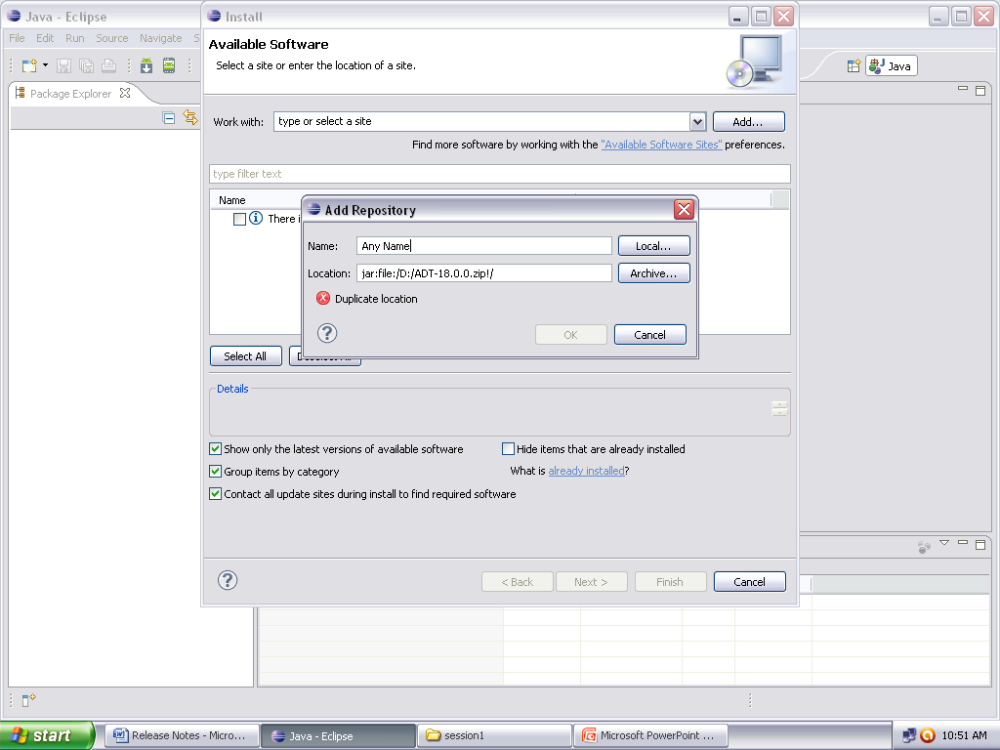 Java - Eclipse
Install
File Edit Run Source Navigate S
Available Software
Select a site or enter the location of a site.
Java
Package Explorer
Work with:
type or select a site
Add...
Find more software by working with the "Available Software Sites" preferences.
type filter text
Name
There i
Add Repository
Name:
Any Name
Local...
Location:
jar:file:/D:/ADT-18.0.0.zip!/
Archive...
Duplicate location
OK
Cancel
Select All
Details
Show only the latest versions of available software
Hide items that are already installed
Group items by category
What is already installed?
Contact all update sites during install to find required software
< Back
Next >
Finish
Cancel
start
Release Notes - Micro...
Java - Eclipse
session1
Microsoft PowerPoint ...
10:51 AM